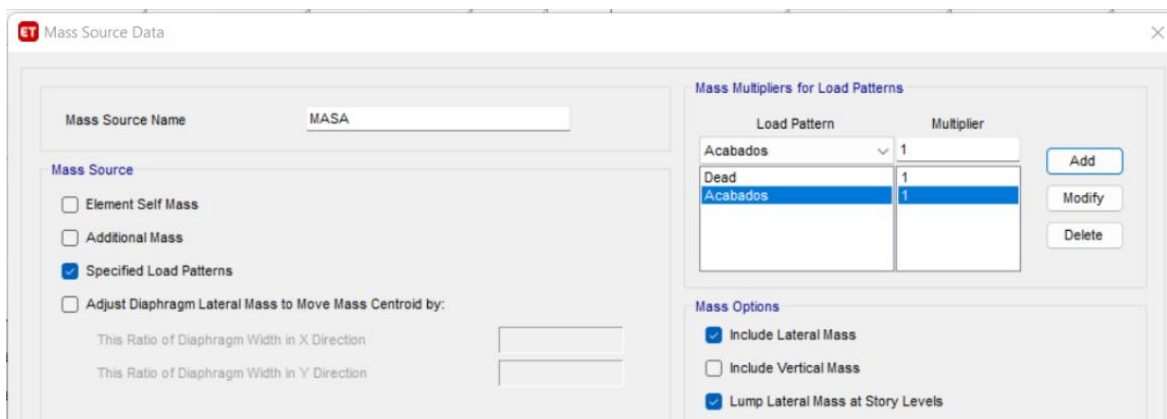 ET Mass Source Data
Mass Source Name MASA
Mass Source
Element Self Mass
Additional Mass
Specified Load Patterns
Adjust Diaphragm Lateral Mass to Move Mass Centroid by:
This Ratio of Diaphragm Width in X Direction
This Ratio of Diaphragm Width in Y Direction
Mass Multipliers for Load Patterns
Load Pattern Multiplier
Acabados 1 Add
Dead 1
Acabados 1 Modify
Delete
Mass Options
Include Lateral Mass
Include Vertical Mass
Lump Lateral Mass at Story Levels